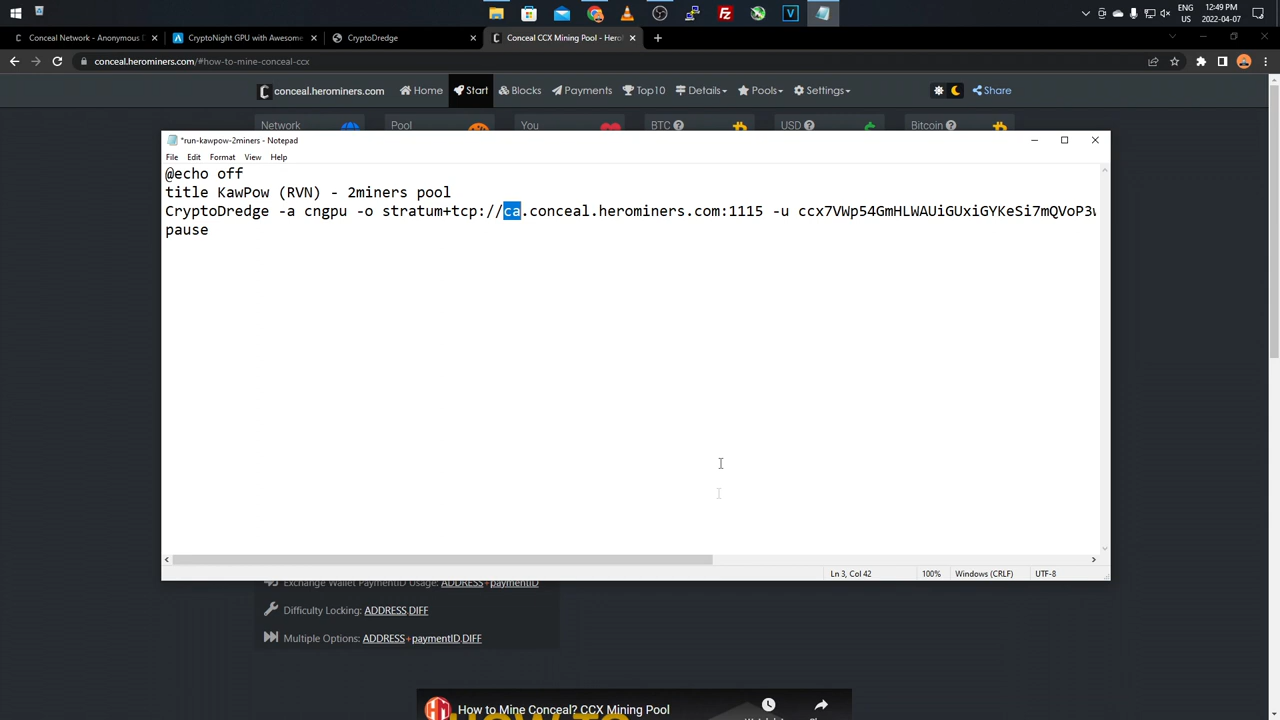 ENG
US
12:49 PM
2022-04-07
Conceal Network - Anonymous D
CryptoNight GPU with Awesome
CryptoDredge
Conceal CCX Mining Pool - Hero
conceal.herominers.com/#how-to-mine-conceal-ccx
conceal.herominers.com Home Start Blocks Payments Top10 Details Pools Settings Share
Network Pool You BTC USD Bitcoin
*run-kawpow-2miners - Notepad
File Edit Format View Help
@echo off
title KawPow (RVN) - 2miners pool
CryptoDredge -a cngpu -o stratum+tcp://ca.conceal.herominers.com:1115 -u ccx7VWp54GmHLWAUiGUxiGYKeSi7mQVoP3
pause
Ln 3, Col 42 100% Windows (CRLF) UTF-8
Exchange Wallet PaymentID Usage: ADDRESS+paymentID
Difficulty Locking: ADDRESS.DIFF
Multiple Options: ADDRESS+paymentID.DIFF
How to Mine Conceal? CCX Mining Pool